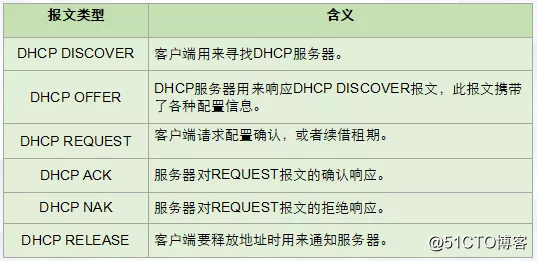 报文类型 含义
DHCP DISCOVER 客户端用来寻找DHCP服务器。
DHCP OFFER DHCP服务器用来响应DHCP DISCOVER报文，此报文携带
了各种配置信息。
DHCP REQUEST 客户端请求配置确认，或者续借租期。
DHCP ACK 服务器对REQUEST报文的确认响应。
DHCP NAK 服务器对REQUEST报文的拒绝响应。
DHCP RELEASE 客户端要释放地址时用来通知服务器。
@51CTO博客